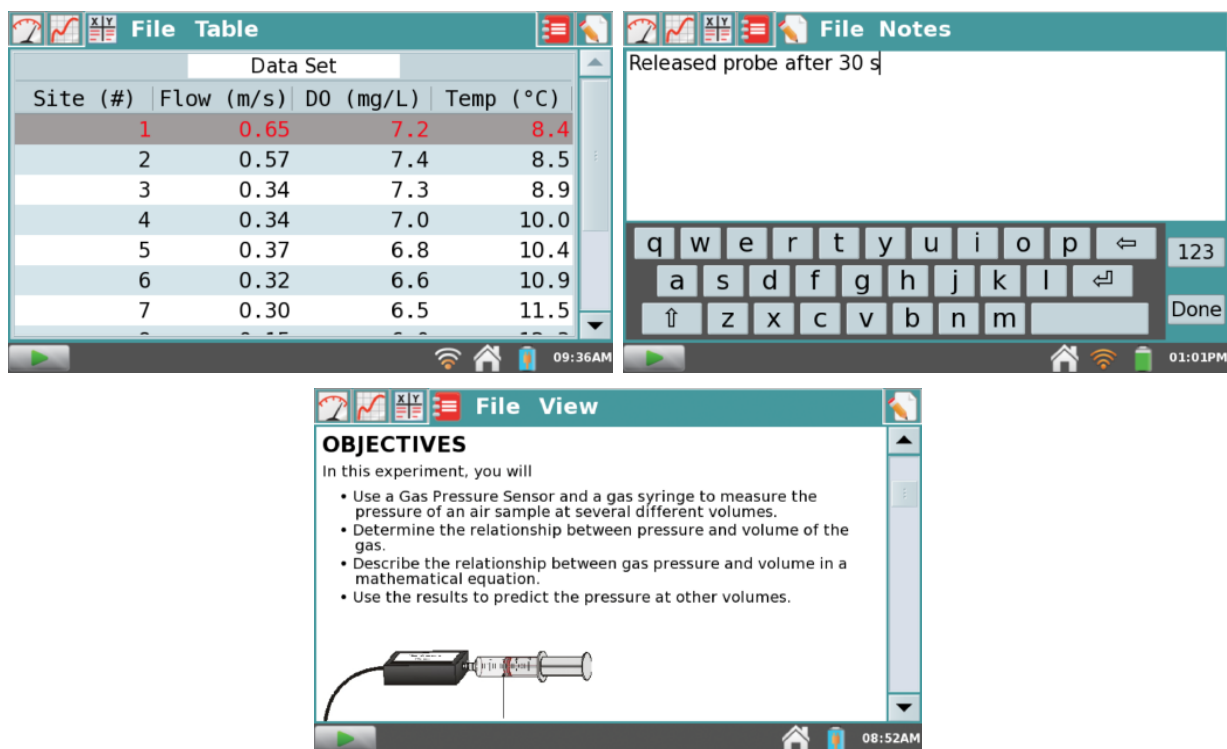 File Table
Data Set
Site (#) Flow (m/s) DO (mg/L) Temp (°C)
1 0.65 7.2 8.4
2 0.57 7.4 8.5
3 0.34 7.3 8.9
4 0.34 7.0 10.0
5 0.37 6.8 10.4
6 0.32 6.6 10.9
7 0.30 6.5 11.5
09:36AM
X Y File Notes
Released probe after 30 s
q w e r t y u i o p
123
a s d f g h j k l
z x c v b n m
Done
01:01PM
X Y File View
OBJECTIVES
In this experiment, you will
• Use a Gas Pressure Sensor and a gas syringe to measure the
pressure of an air sample at several different volumes.
• Determine the relationship between pressure and volume of the
gas.
• Describe the relationship between gas pressure and volume in a
mathematical equation.
• Use the results to predict the pressure at other volumes.
08:52AM